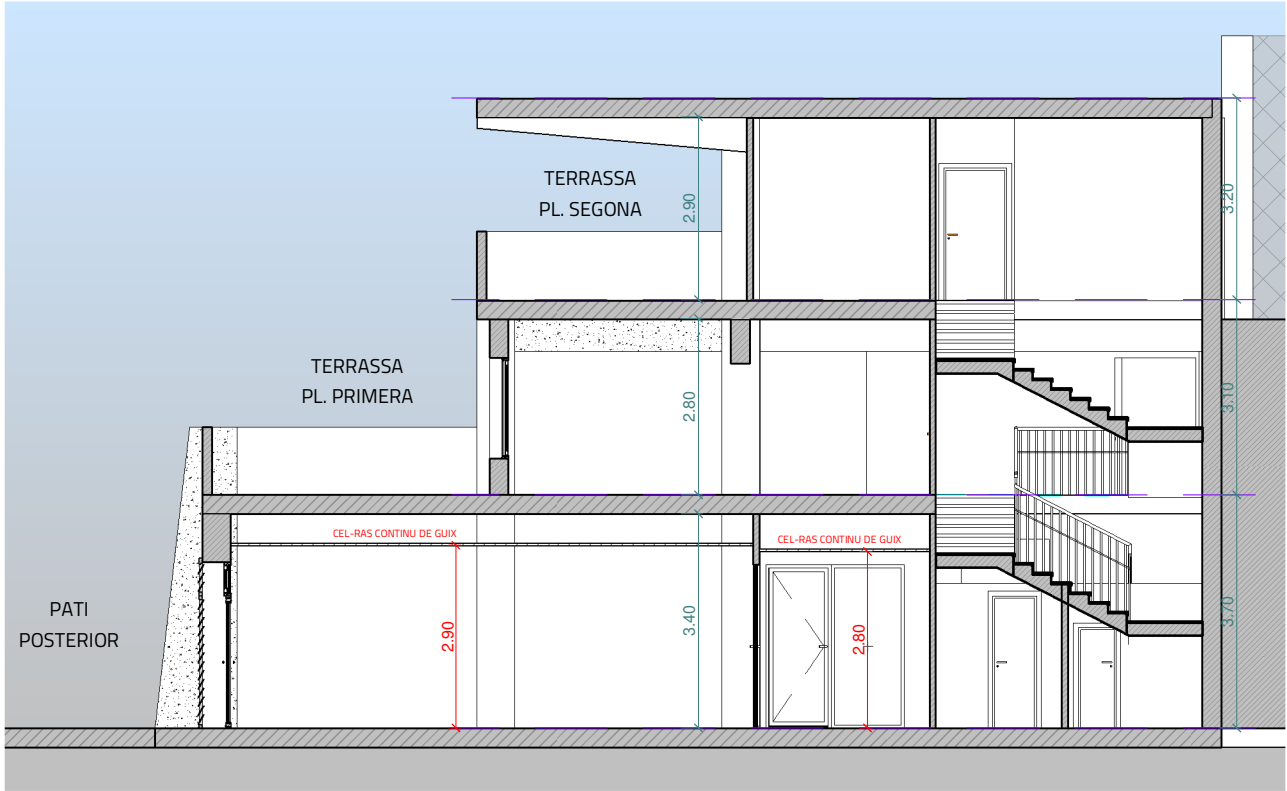 TERRASSA
PL. SEGONA
2.90
3.20
TERRASSA
PL. PRIMERA
2.80
3.10
CEL-RAS CONTINU DE GUIX
CEL-RAS CONTINU DE GUIX
PATI
POSTERIOR
2.90
3.40
2.80
3.70